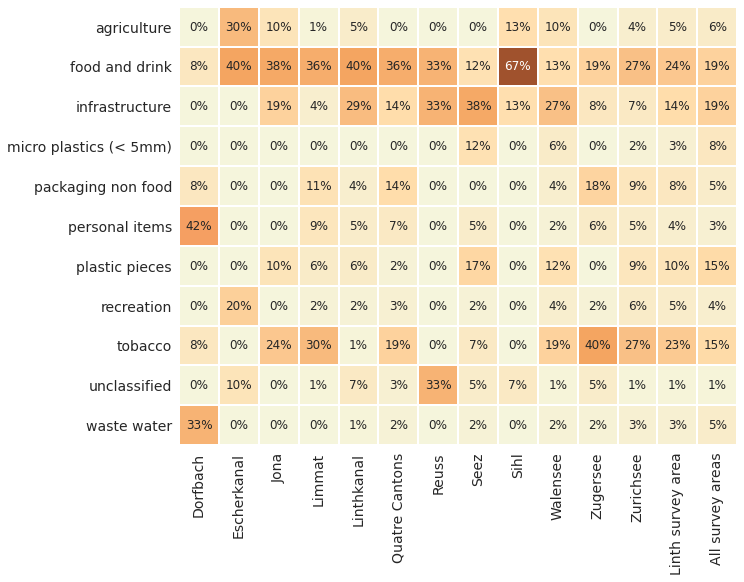 agriculture 0% 30% 10% 1% 5% 0% 0% 0% 13% 10% 0% 4% 5% 6%
food and drink 8% 40% 38% 36% 40% 36% 33% 12% 67% 13% 19% 27% 24% 19%
infrastructure 0% 0% 19% 4% 29% 14% 33% 38% 13% 27% 8% 7% 14% 19%
micro plastics (< 5mm) 0% 0% 0% 0% 0% 0% 0% 12% 0% 6% 0% 2% 3% 8%
packaging non food 8% 0% 0% 11% 4% 14% 0% 0% 0% 4% 18% 9% 8% 5%
personal items 42% 0% 0% 9% 5% 7% 0% 5% 0% 2% 6% 5% 4% 3%
plastic pieces 0% 0% 10% 6% 6% 2% 0% 17% 0% 12% 0% 9% 10% 15%
recreation 0% 20% 0% 2% 2% 3% 0% 2% 0% 4% 2% 6% 5% 4%
tobacco 8% 0% 24% 30% 1% 19% 0% 7% 0% 19% 40% 27% 23% 15%
unclassified 0% 10% 0% 1% 7% 3% 33% 5% 7% 1% 5% 1% 1% 1%
waste water 33% 0% 0% 0% 1% 2% 0% 2% 0% 2% 2% 3% 3% 5%
Dorfbach
Escherkanal
Jona
Limmat
Linthkanal
Quatre Cantons
Reuss
Seez
Sihl
Walensee
Zugersee
Zurichsee
Linth survey area
All survey areas